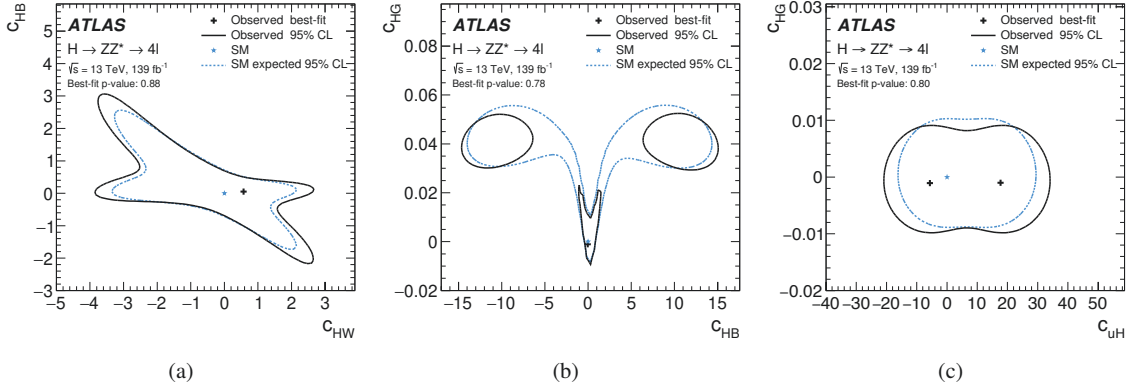 c_HB
ATLAS
H → ZZ* → 4l
√s = 13 TeV, 139 fb⁻¹
Best-fit p-value: 0.88
Observed best-fit
Observed 95% CL
SM
SM expected 95% CL
5
4
3
2
1
0
−1
−2
−3
−5 −4 −3 −2 −1 0 1 2 3
c_HW
(a)
c_HG
ATLAS
H → ZZ* → 4l
√s = 13 TeV, 139 fb⁻¹
Best-fit p-value: 0.78
Observed best-fit
Observed 95% CL
SM
SM expected 95% CL
0.08
0.06
0.04
0.02
0
−0.02
−15 −10 −5 0 5 10 15
c_HB
(b)
c_HG
ATLAS
H → ZZ* → 4l
√s = 13 TeV, 139 fb⁻¹
Best-fit p-value: 0.80
Observed best-fit
Observed 95% CL
SM
SM expected 95% CL
0.03
0.02
0.01
0
−0.01
−0.02
−40 −30 −20 −10 0 10 20 30 40 50
c_uH
(c)